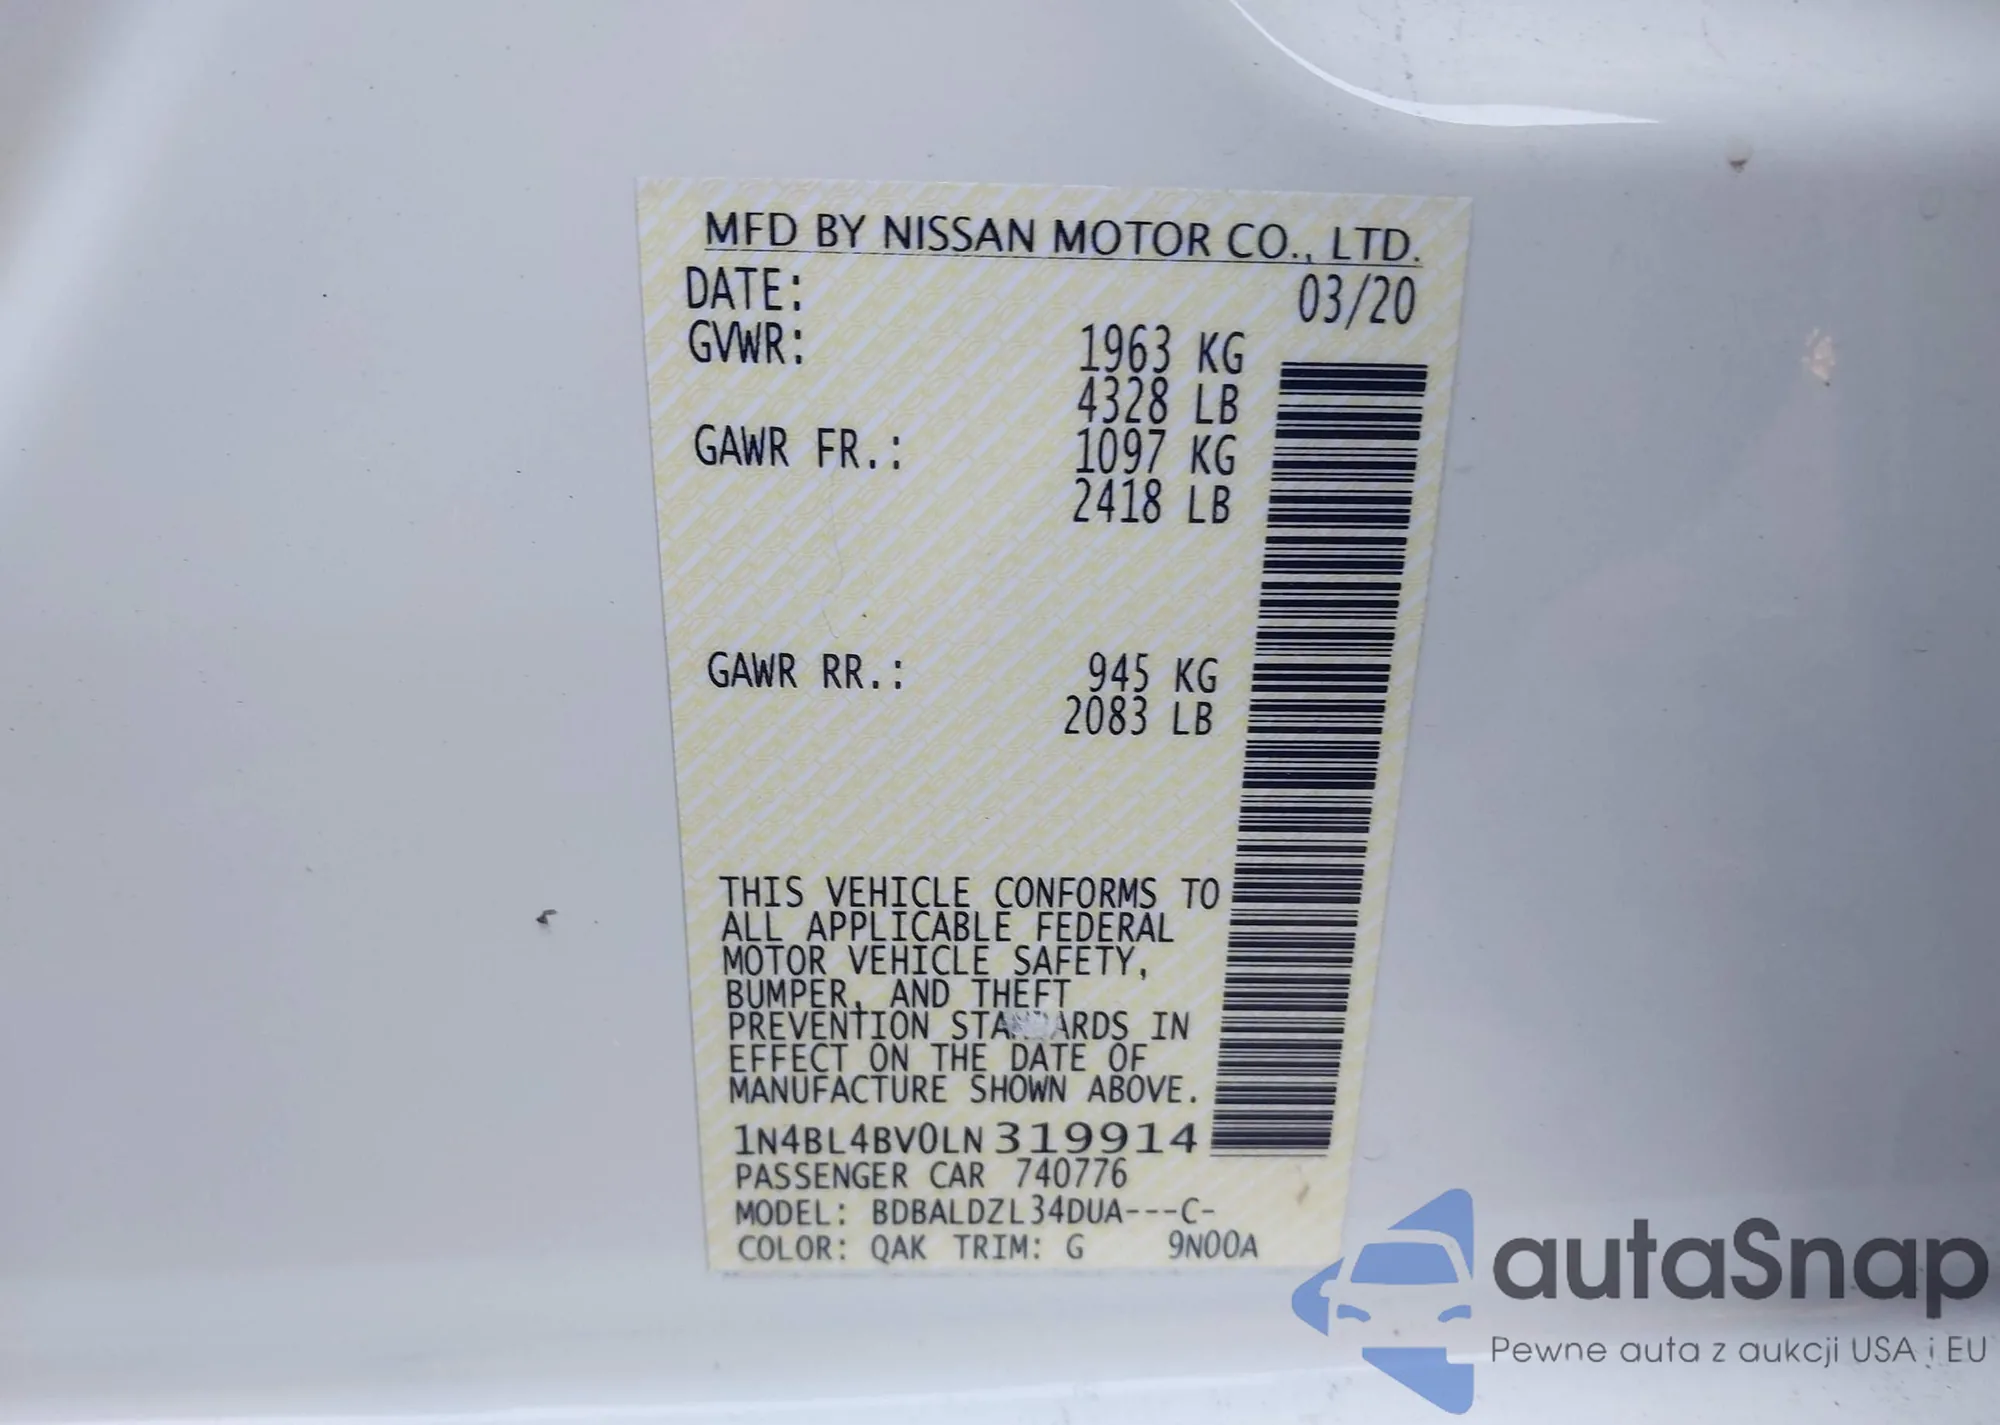 MFD BY NISSAN MOTOR CO., LTD.
DATE: 03/20
GVWR: 1963 KG
4328 LB
GAWR FR.: 1097 KG
2418 LB
GAWR RR.: 945 KG
2083 LB
THIS VEHICLE CONFORMS TO
ALL APPLICABLE FEDERAL
MOTOR VEHICLE SAFETY,
BUMPER, AND THEFT
PREVENTION STANDARDS IN
EFFECT ON THE DATE OF
MANUFACTURE SHOWN ABOVE.
1N4BL4BV0LN319914
PASSENGER CAR 740776
MODEL: BDBALDZL34DUA---C-
COLOR: QAK TRIM: G 9N00A
autaSnap
Pewne auta z aukcji USA i EU